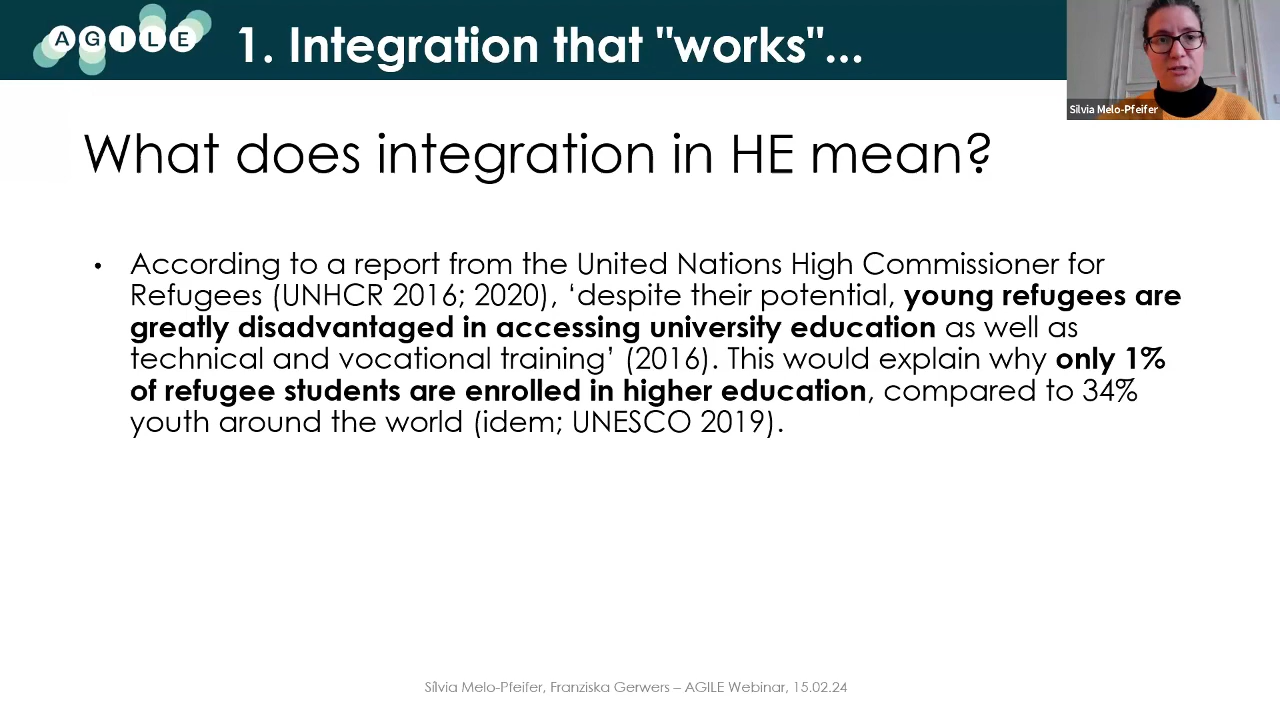 AGILE
1. Integration that "works"...
Sílvia Melo-Pfeifer
What does integration in HE mean?
• According to a report from the United Nations High Commissioner for
Refugees (UNHCR 2016; 2020), ‘despite their potential, young refugees are
greatly disadvantaged in accessing university education as well as
technical and vocational training’ (2016). This would explain why only 1%
of refugee students are enrolled in higher education, compared to 34%
youth around the world (idem; UNESCO 2019).
Sílvia Melo-Pfeifer, Franziska Gerwers – AGILE Webinar, 15.02.24